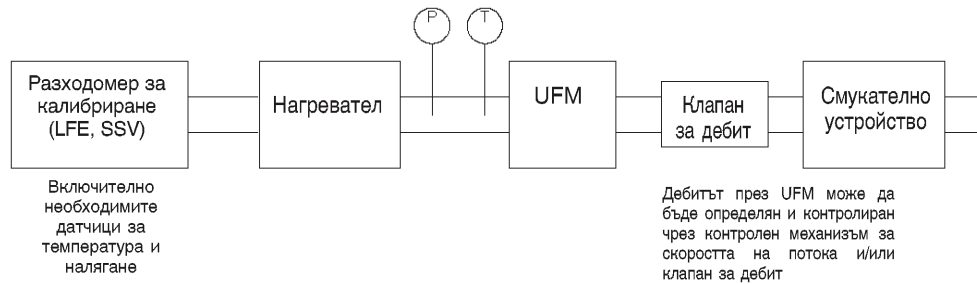 P
T
Разходомер за
калибриране
(LFE, SSV)
Нагревател
UFM
Клапан
за дебит
Смукателно
устройство
Включително
необходимите
датчици за
температура и
налягане
Дебитът през UFM може да
бъде определян и контролиран
чрез контролен механизъм за
скоростта на потока и/или
клапан за дебит